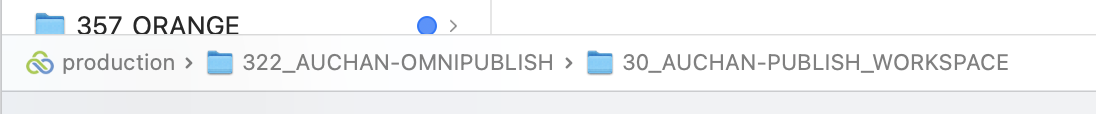 357 ORANGE
production › 322_AUCHAN-OMNIPUBLISH › 30_AUCHAN-PUBLISH_WORKSPACE